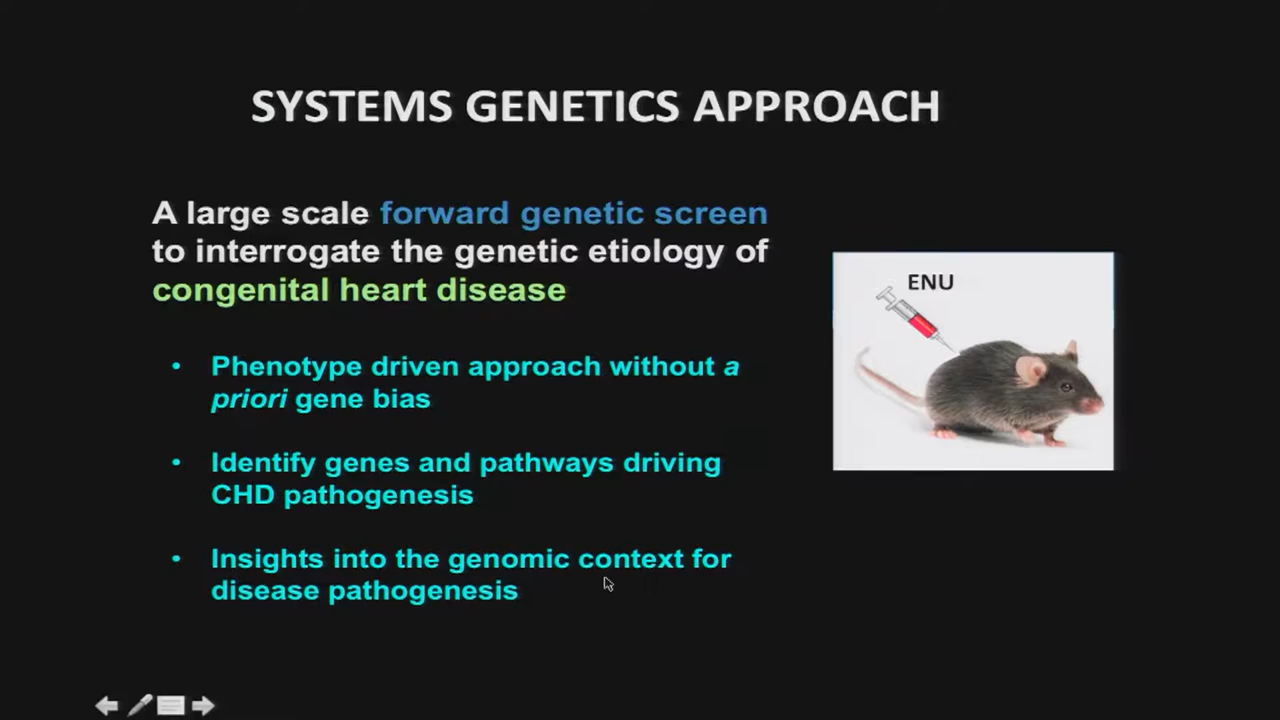 SYSTEMS GENETICS APPROACH
A large scale forward genetic screen
to interrogate the genetic etiology of
congenital heart disease
ENU
• Phenotype driven approach without a
priori gene bias
• Identify genes and pathways driving
CHD pathogenesis
• Insights into the genomic context for
disease pathogenesis